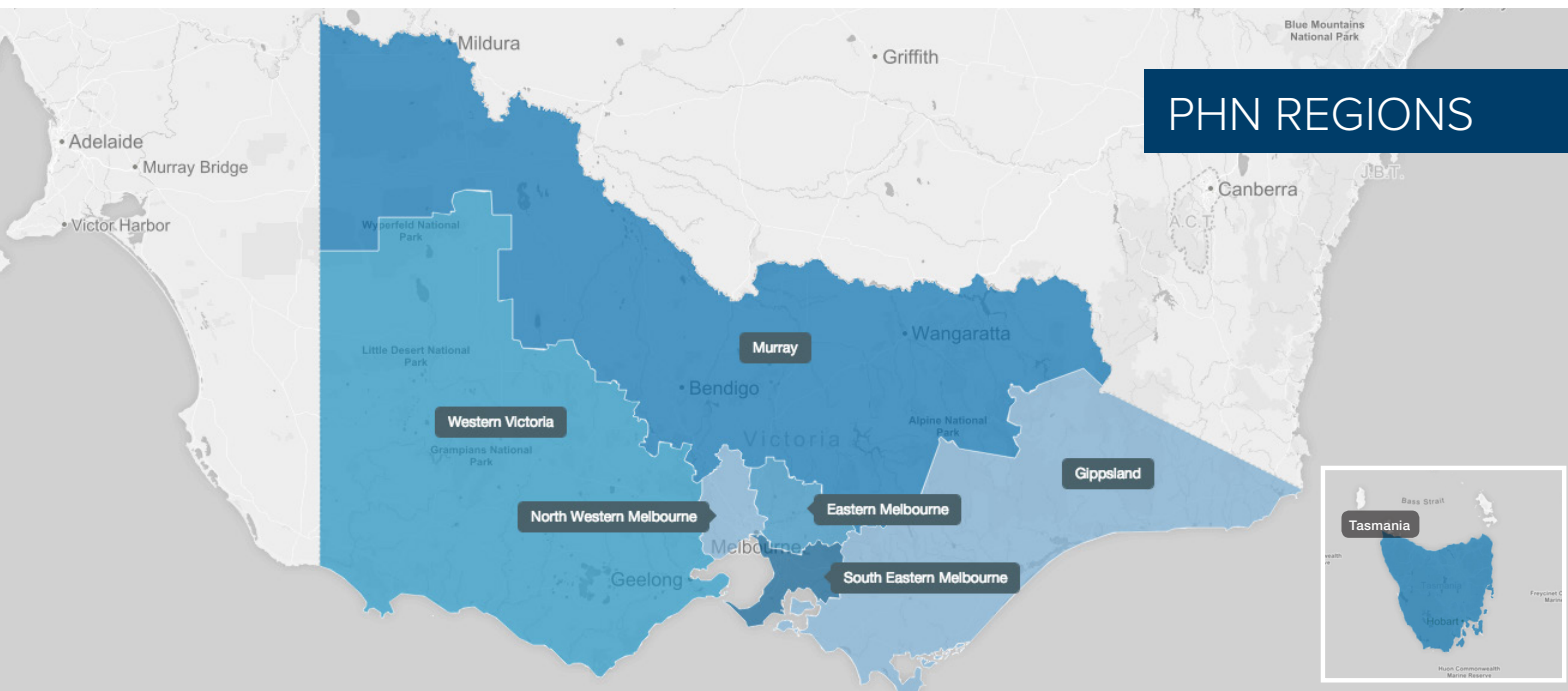 Blue Mountains
National Park
Mildura
Griffith
PHN REGIONS
Adelaide
Murray Bridge
J.B.T.
Canberra
A.C.T.
Victor Harbor
Wyperfeld National
Park
Wangaratta
Murray
Little Desert National
Park
Bendigo
Western Victoria
Alpine National
Park
Victoria
Grampians National
Park
Gippsland
Eastern Melbourne
North Western Melbourne
Melbourne
South Eastern Melbourne
Geelong
Bass Strait
Tasmania
Freycinet C
Marine
Hobart
Huon Commonwealth
Marine Reserve